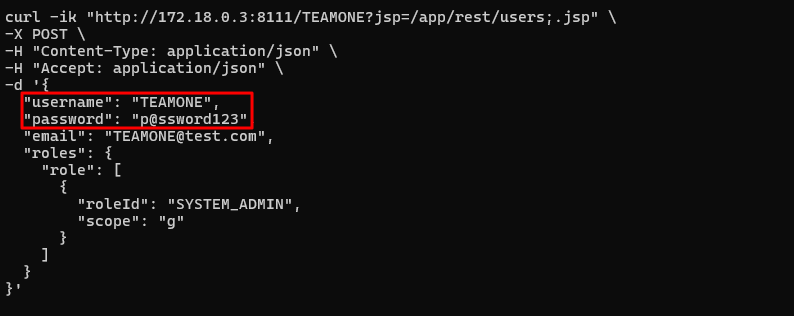 curl -ik "http://172.18.0.3:8111/TEAMONE?jsp=/app/rest/users;.jsp" \
-X POST \
-H "Content-Type: application/json" \
-H "Accept: application/json" \
-d '{
  "username": "TEAMONE",
  "password": "p@ssword123"
  "email": "TEAMONE@test.com",
  "roles": {
    "role": [
      {
        "roleId": "SYSTEM_ADMIN",
        "scope": "g"
      }
    ]
  }
}'